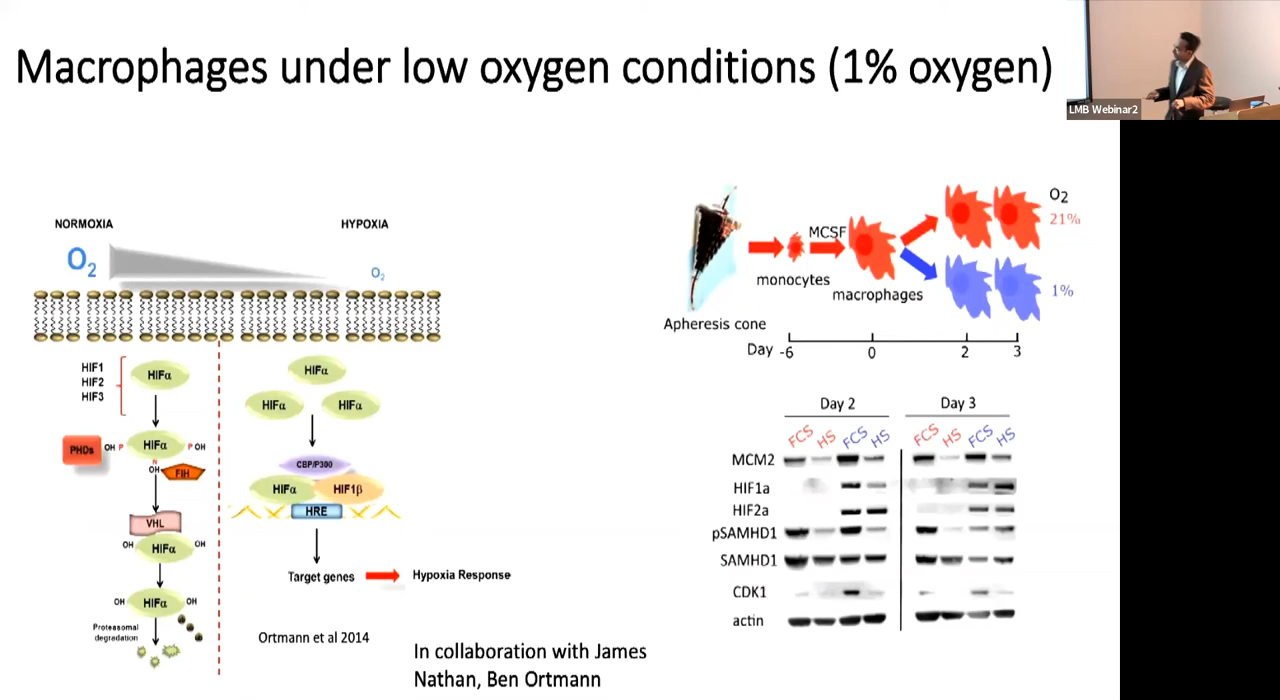 Macrophages under low oxygen conditions (1% oxygen)
LMB Webinar2
NORMOXIA
HYPOXIA
O2
O2
HIF1
HIF2
HIF3
HIFα
PHDs
OH P
HIFα
P OH
N
OH
FIH
VHL
OH
HIFα
OH
OH
HIFα
OH
Proteasomal
degradation
HIFα
HIFα
HIFα
CBP/P300
HIFα
HIF1β
HRE
Target genes
Hypoxia Response
Ortmann et al 2014
In collaboration with James
Nathan, Ben Ortmann
O2
21%
MCSF
monocytes
macrophages
1%
Apheresis cone
Day -6 0 2 3
Day 2 Day 3
FCS HS FCS HS FCS HS FCS HS
MCM2
HIF1a
HIF2a
pSAMHD1
SAMHD1
CDK1
actin